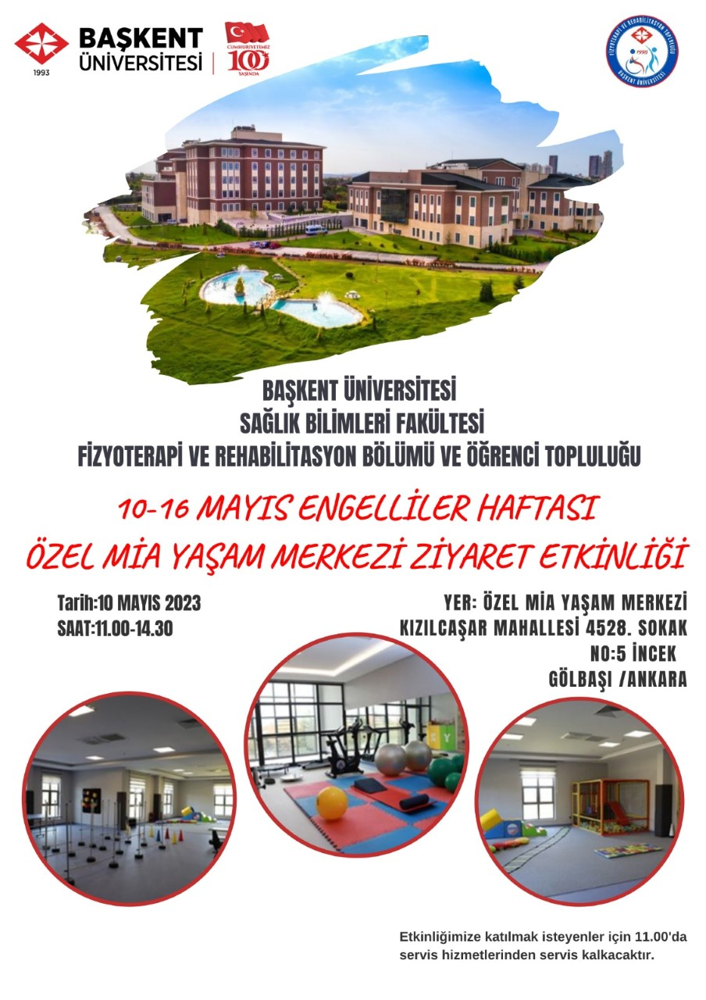 BAŞKENT
ÜNİVERSİTESİ
1993
CUMHURİYETİMİZ
100
YAŞINDA
FİZYOTERAPİ VE REHABİLİTASYON TOPLULUĞU
1998
BAŞKENT ÜNİVERSİTESİ
BAŞKENT ÜNİVERSİTESİ
SAĞLIK BİLİMLERİ FAKÜLTESİ
FİZYOTERAPİ VE REHABİLİTASYON BÖLÜMÜ VE ÖĞRENCİ TOPLULUĞU
10-16 MAYIS ENGELLİLER HAFTASI
ÖZEL MİA YAŞAM MERKEZİ ZİYARET ETKİNLİĞİ
Tarih:10 MAYIS 2023
SAAT:11.00-14.30
YER: ÖZEL MİA YAŞAM MERKEZİ
KIZILCAŞAR MAHALLESİ 4528. SOKAK
NO:5 İNCEK
GÖLBAŞI /ANKARA
Z Y
Etkinliğimize katılmak isteyenler için 11.00'da
servis hizmetlerinden servis kalkacaktır.